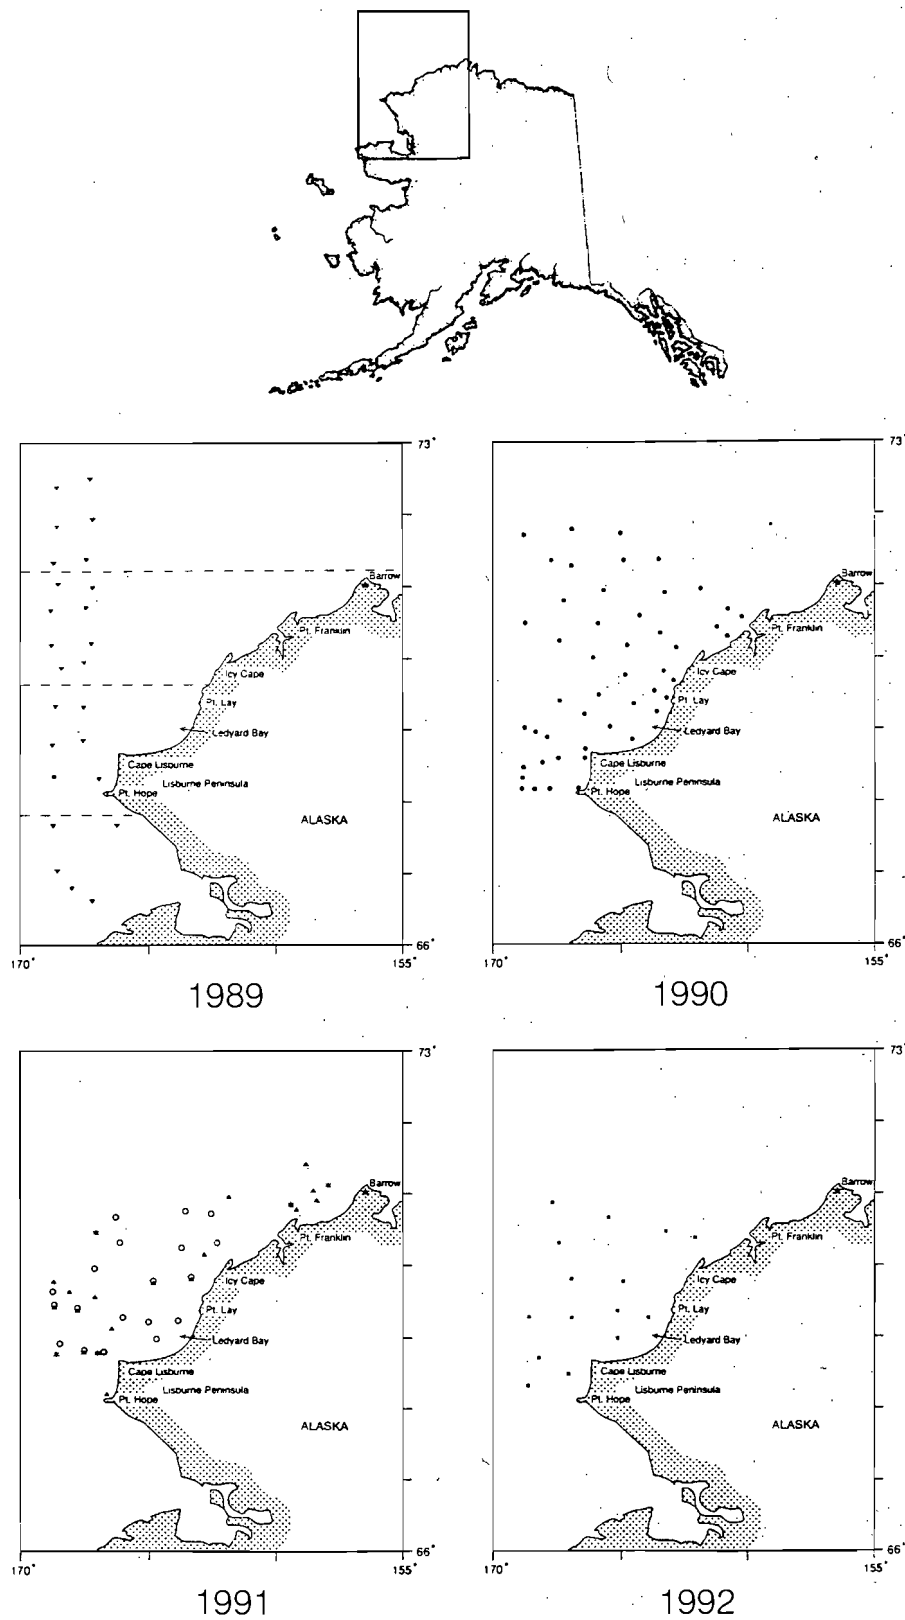 73°
Barrow
Pt. Franklin
Icy Cape
Pt. Lay
Ledyard Bay
Cape Lisburne
Lisburne Peninsula
Pt. Hope
ALASKA
66°
170°
155°
1989
73°
Barrow
Pt. Franklin
Icy Cape
Pt. Lay
Ledyard Bay
Cape Lisburne
Lisburne Peninsula
Pt. Hope
ALASKA
66°
170°
155°
1990
73°
Barrow
Pt. Franklin
Icy Cape
Pt. Lay
Ledyard Bay
Cape Lisburne
Lisburne Peninsula
Pt. Hope
ALASKA
66°
170°
155°
1991
73°
Barrow
Pt. Franklin
Icy Cape
Pt. Lay
Ledyard Bay
Cape Lisburne
Lisburne Peninsula
Pt. Hope
ALASKA
66°
170°
155°
1992